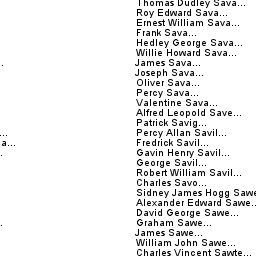 Thomas Dudley Sava...
Roy Edward Sava...
Ernest William Sava...
Frank Sava...
Hedley George Sava...
Willie Howard Sava...
James Sava...
Joseph Sava...
Oliver Sava...
Percy Sava...
Valentine Sava...
Alfred Leopold Save...
Patrick Savig...
Percy Allan Savil...
a... Fredrick Savil...
Gavin Henry Savil...
George Savil...
Robert William Savil...
Charles Savo...
Sidney James Hogg Sawe
Alexander Edward Sawe..
David George Sawe...
Graham Sawe...
James Sawe...
William John Sawe...
Charles Vincent Sawte...